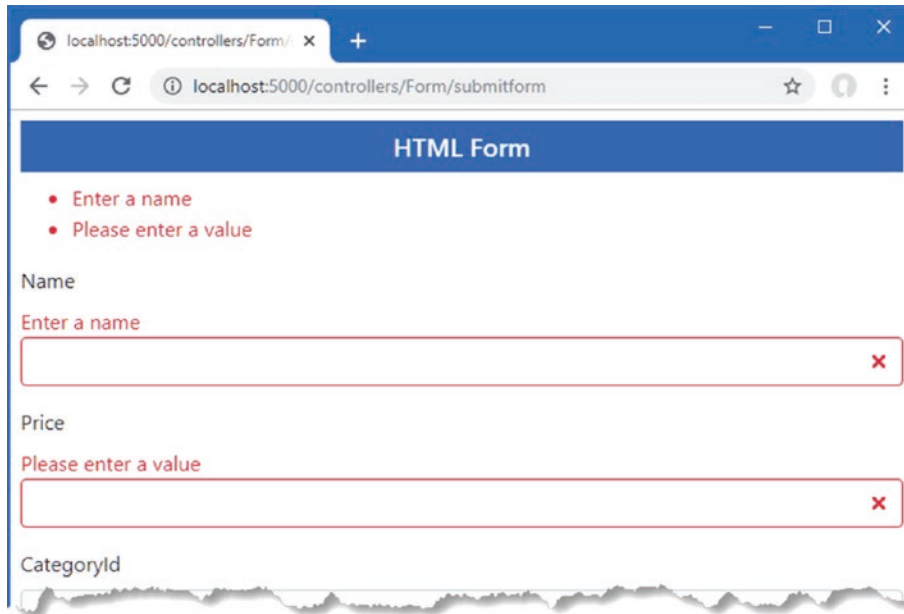 localhost:5000/controllers/Form/
localhost:5000/controllers/Form/submitform
HTML Form
• Enter a name
• Please enter a value
Name
Enter a name
Price
Please enter a value
CategoryId